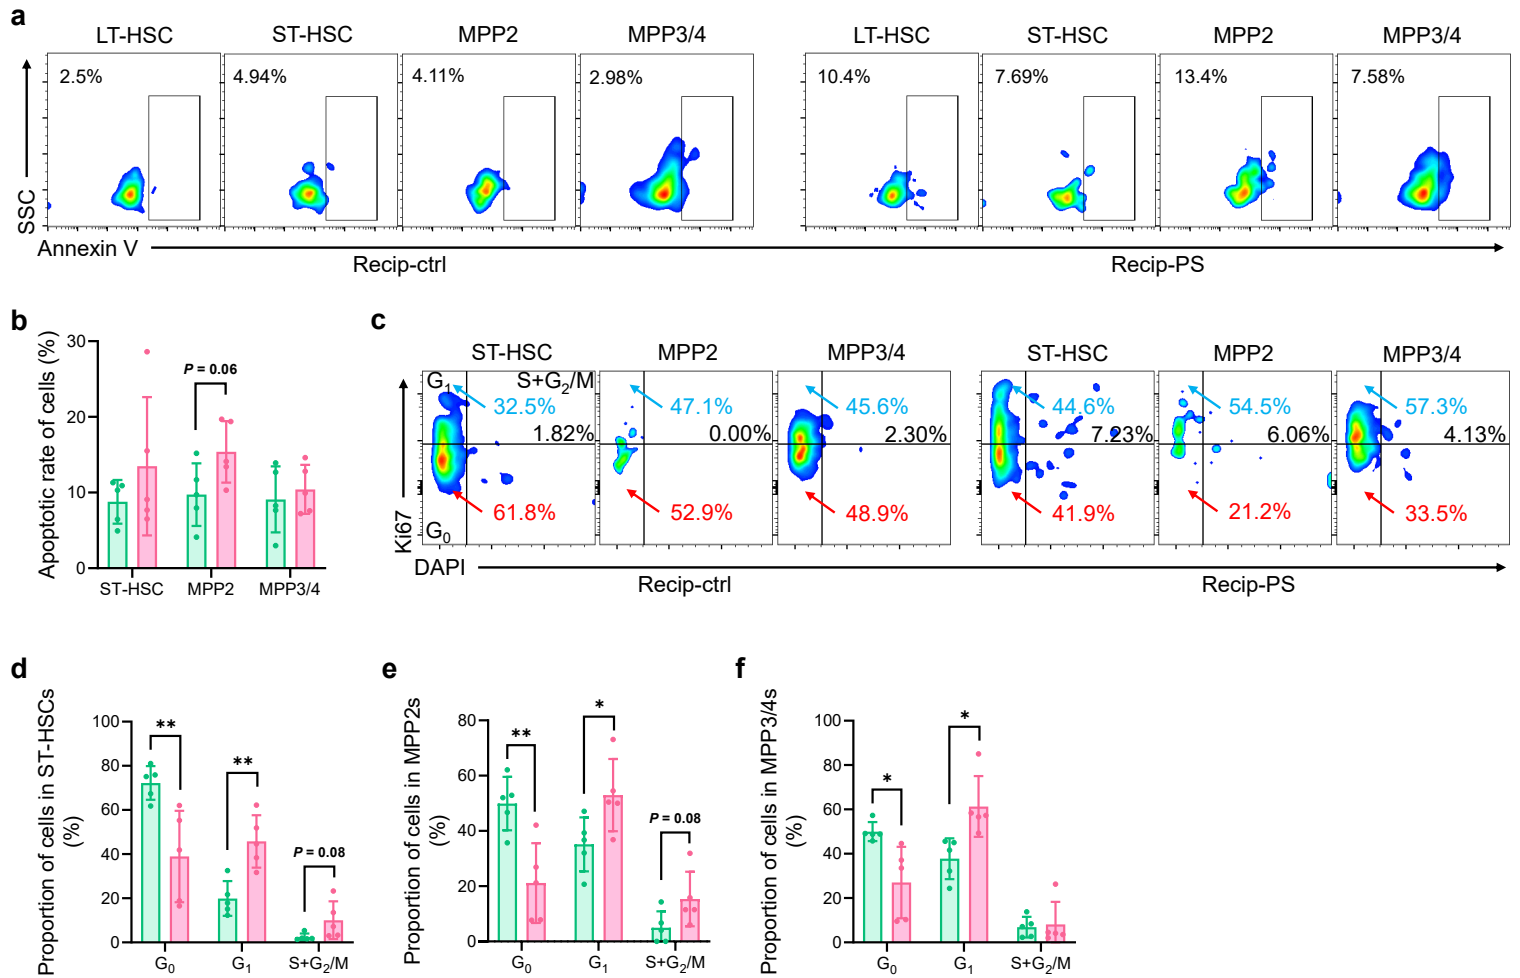 a
LT-HSC ST-HSC MPP2 MPP3/4 LT-HSC ST-HSC MPP2 MPP3/4
2.5% 4.94% 4.11% 2.98% 10.4% 7.69% 13.4% 7.58%
SSC
Annexin V
Recip-ctrl Recip-PS
b
Apoptotic rate of cells (%)
30
20
10
0
P = 0.06
ST-HSC MPP2 MPP3/4
c
ST-HSC MPP2 MPP3/4 ST-HSC MPP2 MPP3/4
G1 S+G2/M
32.5% 47.1% 45.6% 44.6% 54.5% 57.3%
1.82% 0.00% 2.30% 7.23% 6.06% 4.13%
61.8% 52.9% 48.9% 41.9% 21.2% 33.5%
G0
Ki67
DAPI
Recip-ctrl Recip-PS
d
Proportion of cells in ST-HSCs
(%)
100
80
60
40
20
0
** ** P = 0.08
G0 G1 S+G2/M
e
Proportion of cells in MPP2s
(%)
80
60
40
20
0
** * P = 0.08
G0 G1 S+G2/M
f
Proportion of cells in MPP3/4s
(%)
100
80
60
40
20
0
* *
G0 G1 S+G2/M